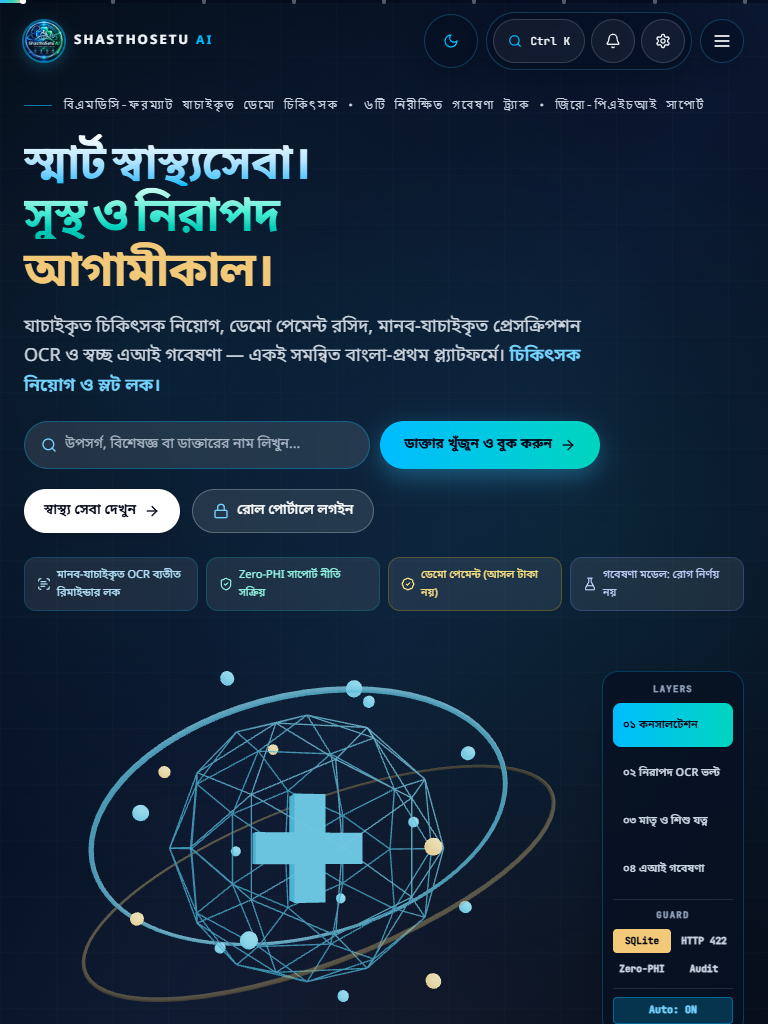 SHASTHOSETU AI
Ctrl K
বিএমডিসি-ফরম্যাট যাচাইকৃত ডেমো চিকিৎসক • ৬টি নিরীক্ষিত গবেষণা ট্র্যাক • জিরো-পিএইচআই সাপোর্ট
স্মার্ট স্বাস্থ্যসেবা।
সুস্থ ও নিরাপদ
আগামীকাল।
যাচাইকৃত চিকিৎসক নিয়োগ, ডেমো পেমেন্ট রসিদ, মানব-যাচাইকৃত প্রেসক্রিপশন
OCR ও স্বচ্ছ এআই গবেষণা — একই সমন্বিত বাংলা-প্রথম প্ল্যাটফর্মে। চিকিৎসক
নিয়োগ ও স্লট লক।
উপসর্গ, বিশেষজ্ঞ বা ডাক্তারের নাম লিখুন...
ডাক্তার খুঁজুন ও বুক করুন →
স্বাস্থ্য সেবা দেখুন →
রোল পোর্টালে লগইন
মানব-যাচাইকৃত OCR ব্যতীত
রিমাইন্ডার লক
Zero-PHI সাপোর্ট নীতি
সক্রিয়
ডেমো পেমেন্ট (আসল টাকা
নয়)
গবেষণা মডেল: রোগ নির্ণয়
নয়
LAYERS
০১ কনসালটেশন
০২ নিরাপদ OCR ভল্ট
০৩ মাতৃ ও শিশু যত্ন
০৪ এআই গবেষণা
GUARD
SQLite HTTP 422
Zero-PHI Audit
Auto: ON